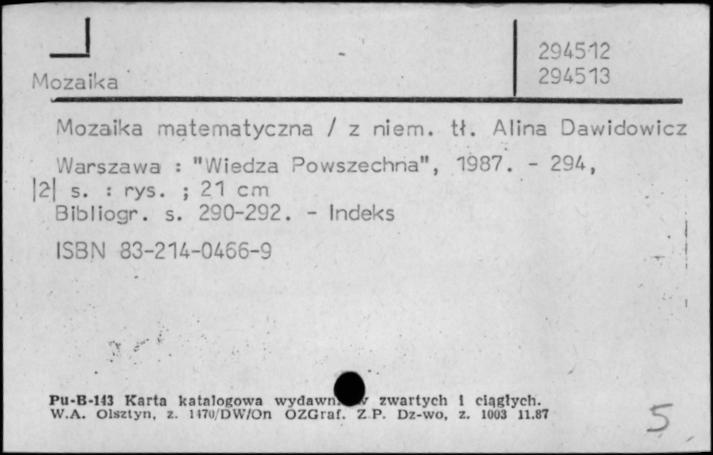 294512
Mozaika 294513
Mozaika matematyczna / z niem. tł. Alina Dawidowicz
Warszawa : "Wiedza Powszechna", 1987. - 294,
|2| s. : rys. ; 21 cm
Bibliogr. s. 290-292. - Indeks
ISBN 83-214-0466-9
Pu-B-143 Karta katalogowa zwartych i ciągłych.
W.A. Olsztyn, z. 1470/DW/On OZGraf. Z.P. Dz-wo, z. 1003 11.87
5